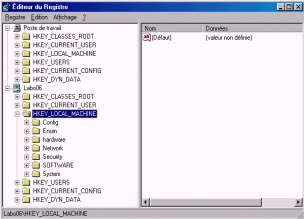 Éditeur du Registre
Registre Edition Affichage ?
Poste de travail
HKEY_CLASSES_ROOT
HKEY_CURRENT_USER
HKEY_LOCAL_MACHINE
HKEY_USERS
HKEY_CURRENT_CONFIG
HKEY_DYN_DATA
Labo06
HKEY_CLASSES_ROOT
HKEY_CURRENT_USER
HKEY_LOCAL_MACHINE
Config
Enum
hardware
Network
Security
SOFTWARE
System
HKEY_USERS
HKEY_CURRENT_CONFIG
HKEY_DYN_DATA
Nom Données
(Défaut) (valeur non définie)
Labo06\HKEY_LOCAL_MACHINE